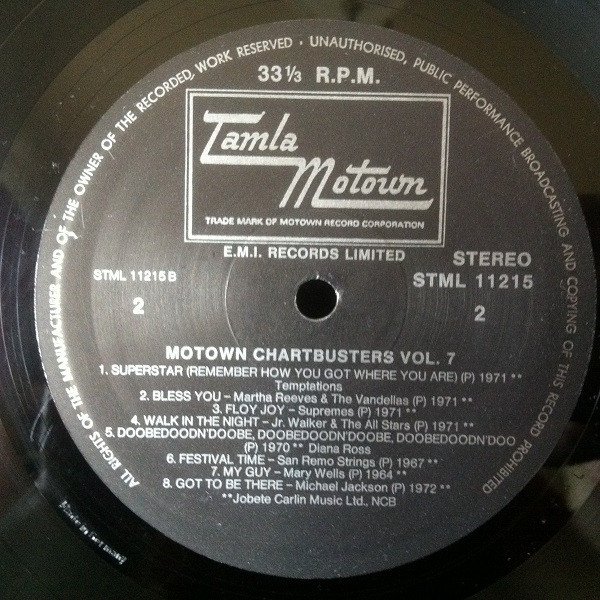 ALL RIGHTS OF THE MANUFACTURER AND OF THE OWNER OF THE RECORDED, WORK RESERVED · UNAUTHORISED, PUBLIC PERFORMANCE BROADCASTING AND COPYING OF THIS RECORD PROHIBITED
33⅓ R.P.M.
Tamla
Motown
TRADE MARK OF MOTOWN RECORD CORPORATION
E.M.I. RECORDS LIMITED
STEREO
STML 11215 B
STML 11215
2
2
MOTOWN CHARTBUSTERS VOL. 7
1. SUPERSTAR (REMEMBER HOW YOU GOT WHERE YOU ARE) (P) 1971 **
Temptations
2. BLESS YOU – Martha Reeves & The Vandellas (P) 1971 **
3. FLOY JOY – Supremes (P) 1971 **
4. WALK IN THE NIGHT – Jr. Walker & The All Stars (P) 1971 **
5. DOOBEDOODN'DOOBE, DOOBEDOODN'DOOBE, DOOBEDOODN'DOO
(P) 1970 ** Diana Ross
6. FESTIVAL TIME – San Remo Strings (P) 1967 **
7. MY GUY – Mary Wells (P) 1964 **
8. GOT TO BE THERE – Michael Jackson (P) 1972 **
**Jobete Carlin Music Ltd., NCB